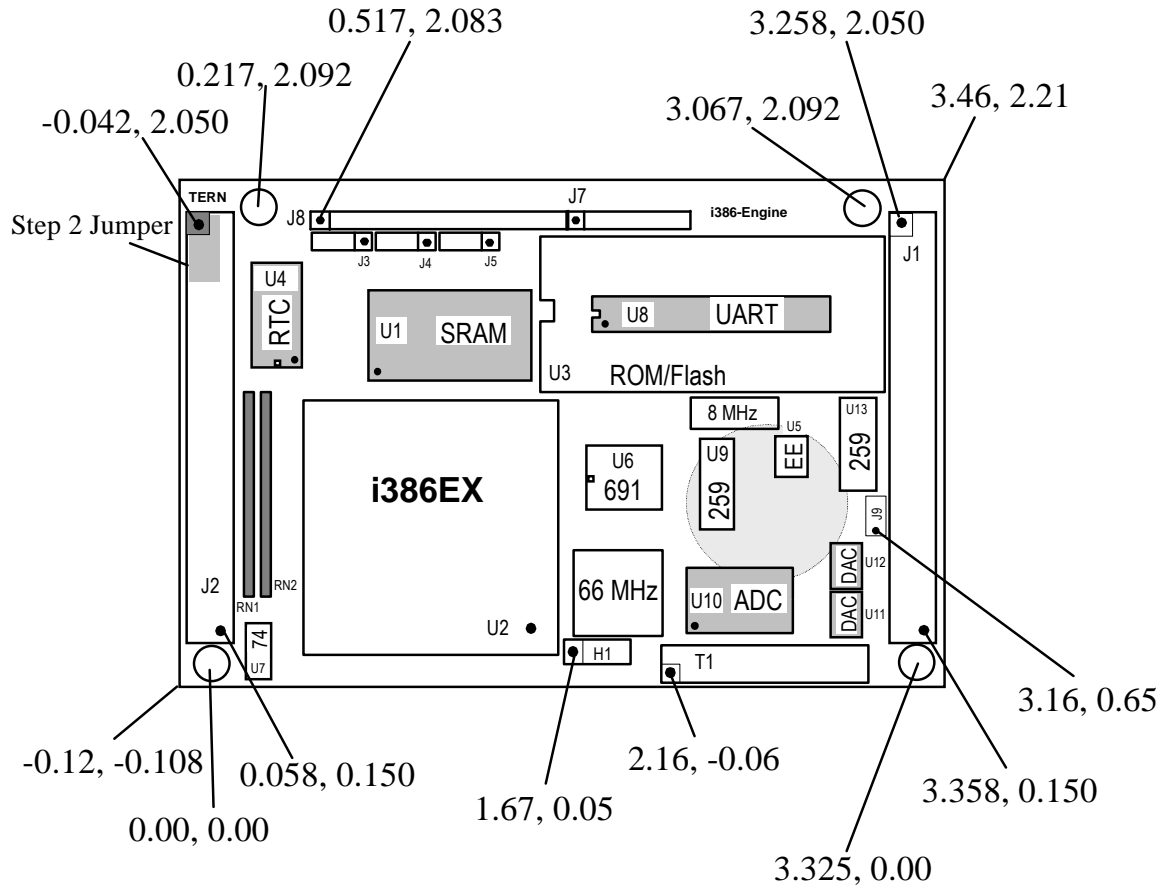 0.517, 2.083
3.258, 2.050
0.217, 2.092
3.067, 2.092
3.46, 2.21
-0.042, 2.050
TERN
J8
J7
i386-Engine
Step 2 Jumper
J3
J4
J5
J1
U4
RTC
U1
SRAM
U8
UART
U3
ROM/Flash
8 MHz
U5
U13
EE
259
U9
259
U6
691
i386EX
J9
DAC
U12
66 MHz
U10
ADC
DAC
U11
J2
RN2
RN1
U2
74
U7
H1
T1
3.16, 0.65
-0.12, -0.108
0.058, 0.150
2.16, -0.06
3.358, 0.150
1.67, 0.05
0.00, 0.00
3.325, 0.00